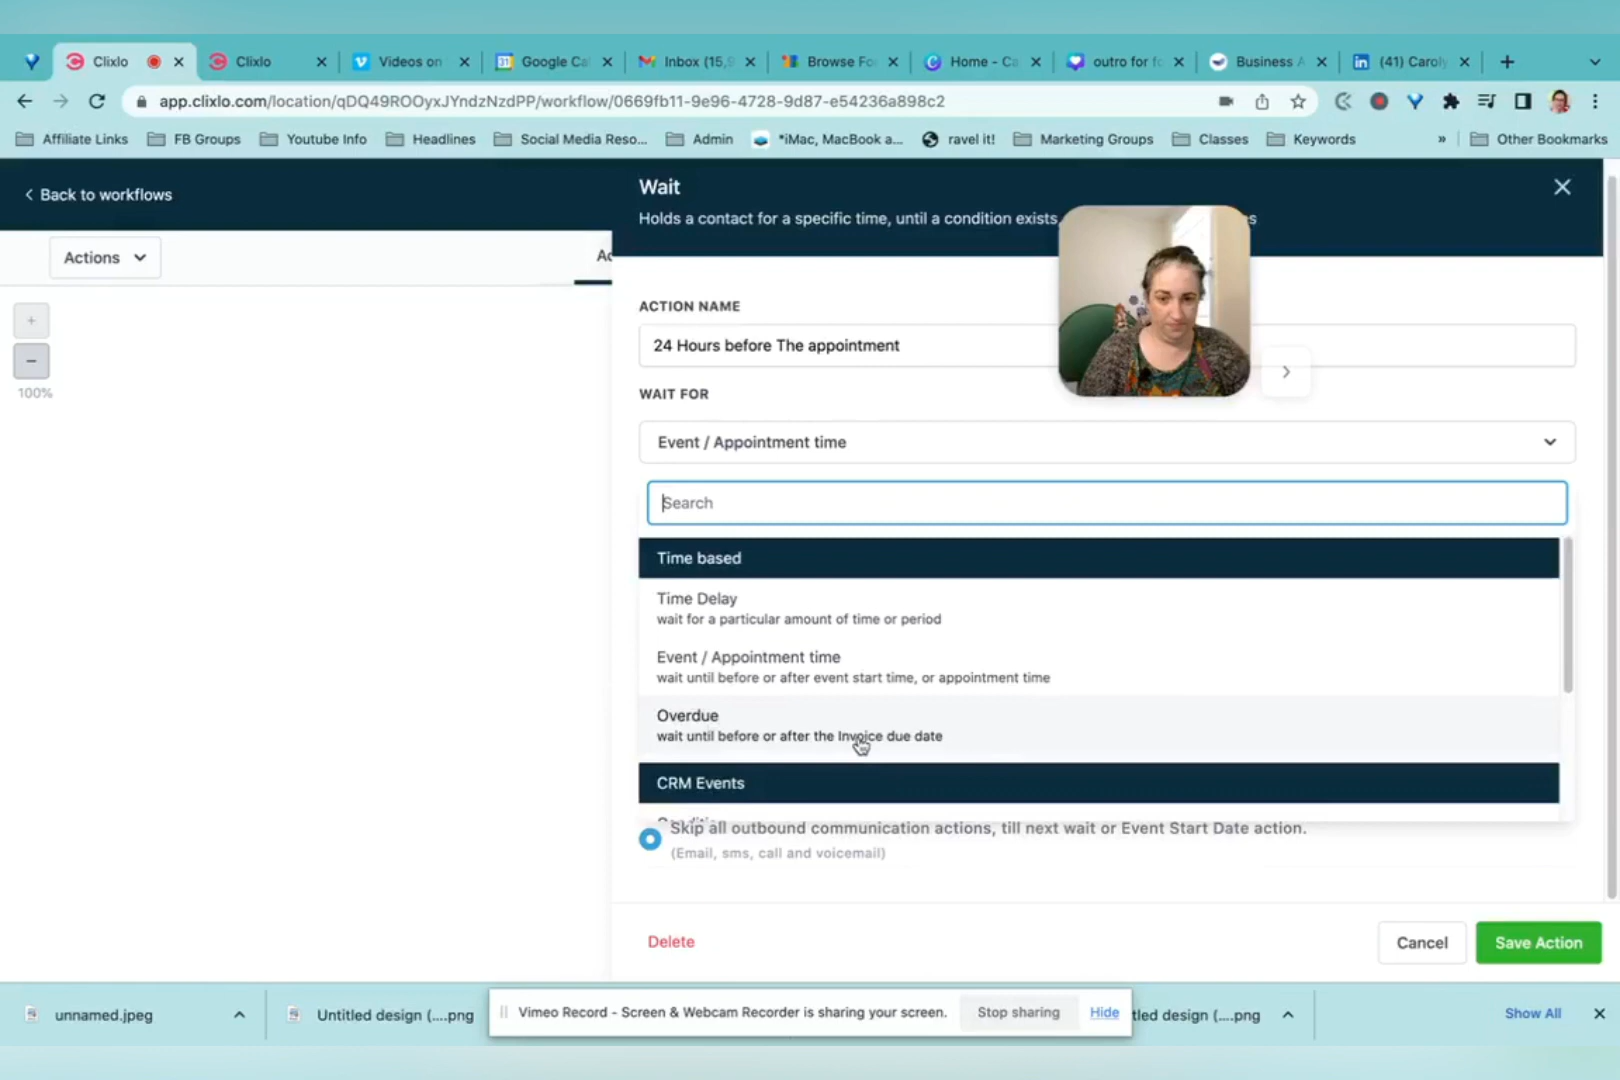 Clixlo
Clixlo
Videos on
Google Cal
Inbox (15,9
Browse Fo
Home - Ca
outro for fo
Business A
(41) Caroly
app.clixlo.com/location/qDQ49ROOyxJYndzNzdPP/workflow/0669fb11-9e96-4728-9d87-e54236a898c2
Affiliate Links
FB Groups
Youtube Info
Headlines
Social Media Reso...
Admin
*iMac, MacBook a...
ravel it!
Marketing Groups
Classes
Keywords
»
Other Bookmarks
Back to workflows
Wait
Holds a contact for a specific time, until a condition exists,
Actions
100%
ACTION NAME
24 Hours before The appointment
WAIT FOR
Event / Appointment time
Search
Time based
Time Delay
wait for a particular amount of time or period
Event / Appointment time
wait until before or after event start time, or appointment time
Overdue
wait until before or after the Invoice due date
CRM Events
Skip all outbound communication actions, till next wait or Event Start Date action.
(Email, sms, call and voicemail)
Delete
Cancel
Save Action
unnamed.jpeg
Untitled design (....png
Vimeo Record - Screen & Webcam Recorder is sharing your screen.
Stop sharing
Hide
tled design (....png
Show All